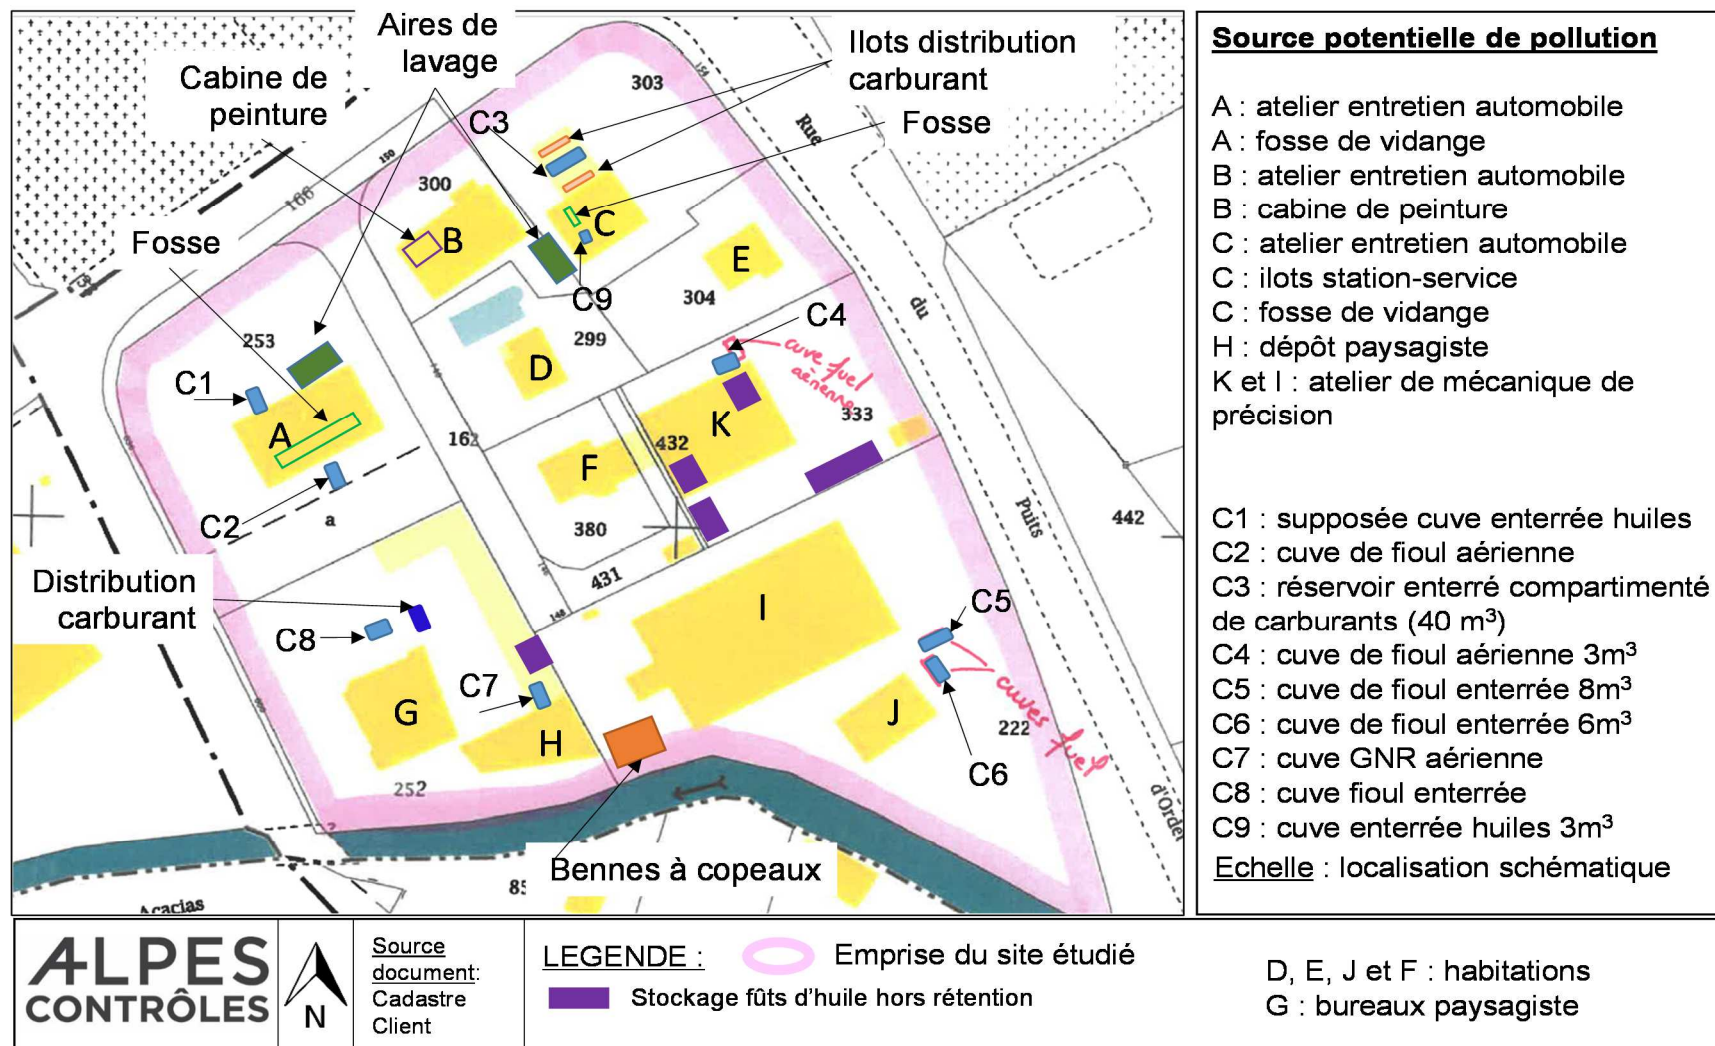 Aires de
lavage
Ilots distribution
carburant
Cabine de
peinture
Fosse
C3
303
154
Rue
150
300
166
B
C
Fosse
E
C9
304
du
253
C4
299
D
cuve fuel
aérienne
C1
333
K
A
162
432
F
C2
a
380
Puits
442
431
148
Distribution
carburant
C8
C5
I
C7
G
J
H
cuves fuel
222
C6
252
d'Orden
Bennes à copeaux
85
Acacias
Source potentielle de pollution
A : atelier entretien automobile
A : fosse de vidange
B : atelier entretien automobile
B : cabine de peinture
C : atelier entretien automobile
C : ilots station-service
C : fosse de vidange
H : dépôt paysagiste
K et I : atelier de mécanique de
précision
C1 : supposée cuve enterrée huiles
C2 : cuve de fioul aérienne
C3 : réservoir enterré compartimenté
de carburants (40 m³)
C4 : cuve de fioul aérienne 3m³
C5 : cuve de fioul enterrée 8m³
C6 : cuve de fioul enterrée 6m³
C7 : cuve GNR aérienne
C8 : cuve fioul enterrée
C9 : cuve enterrée huiles 3m³
Echelle : localisation schématique
ALPES
CONTRÔLES
N
Source
document:
Cadastre
Client
LEGENDE :
Emprise du site étudié
Stockage fûts d'huile hors rétention
D, E, J et F : habitations
G : bureaux paysagiste